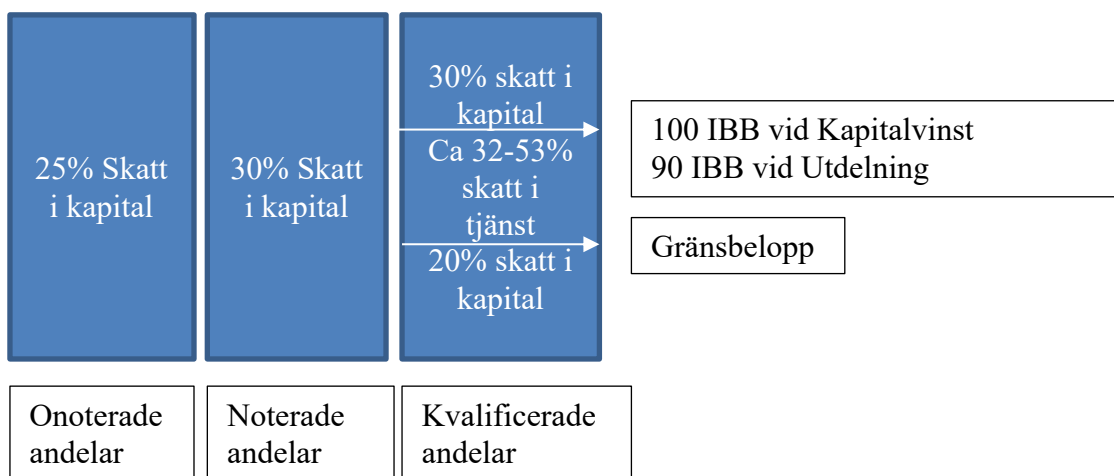 25% Skatt
i kapital
30% Skatt
i kapital
30% skatt i
kapital
Ca 32-53%
skatt i
tjänst
20% skatt i
kapital
100 IBB vid Kapitalvinst
90 IBB vid Utdelning
Gränsbelopp
Onoterade
andelar
Noterade
andelar
Kvalificerade
andelar